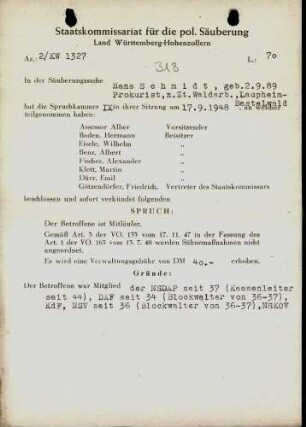 Staatskommissariat für die pol. Säuberung
Land Württemberg-Hohenzollern
Az.: 2/KW 1327
L.: 70
318
In der Säuberungssache
Hans Schmidt, geb.2.9.89
Prokurist, z.Zt.Waldarb., Laupheim-
Bestelwald
hat die Spruchkammer IX in ihrer Sitzung am 17.9.1948 an welcher
teilgenommen haben:
Assessor Alber Vorsitzender
Boden, Hermann Beisitzer
Eisele, Wilhelm „
Benz, Albert „
Fischer, Alexander „
Klett, Martin „
Dürr, Emil „
Götzendörfer, Friedrich, Vertreter des Staatskommissars
beschlossen und sofort verkündet folgenden
SPRUCH:
Der Betroffene ist Mitläufer.
Gemäß Art. 5 der VO. 133 vom 17. 11. 47 in der Fassung des
Art. 1 der VO. 165 vom 13. 7. 48 werden Sühnemaßnahmen nicht
angeordnet.
Es wird eine Verwaltungsgebühr von DM 40.- erhoben.
Gründe:
Der Betroffene war Mitglied der NSDAP seit 37 (Kassenleiter
seit 44), DAF seit 34 (Blockwalter von 36-37),
KdF, NSV seit 36 (Blockwalter von 36-37), NSKOV